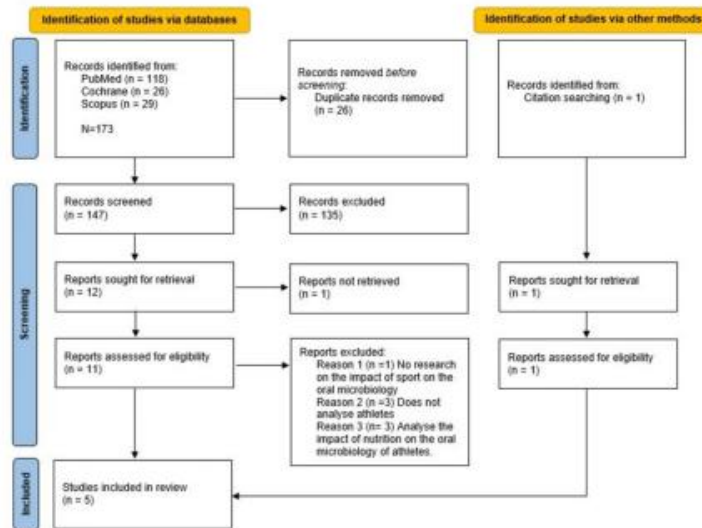 Identification of studies via databases
Identification of studies via other methods
Identification
Records identified from:
PubMed (n = 118)
Cochrane (n = 26)
Scopus (n = 29)
N=173
Records removed before
screening:
Duplicate records removed
(n = 26)
Records identified from:
Citation searching (n = 1)
Screening
Records screened
(n = 147)
Records excluded
(n = 135)
Reports sought for retrieval
(n = 12)
Reports not retrieved
(n = 1)
Reports sought for retrieval
(n = 1)
Reports assessed for eligibility
(n = 11)
Reports excluded:
Reason 1 (n =1) No research
on the impact of sport on the
oral microbiology
Reason 2 (n =3) Does not
analyse athletes
Reason 3 (n= 3) Analyse the
impact of nutrition on the oral
microbiology of athletes.
Reports assessed for eligibility
(n = 1)
Included
Studies included in review
(n = 5)